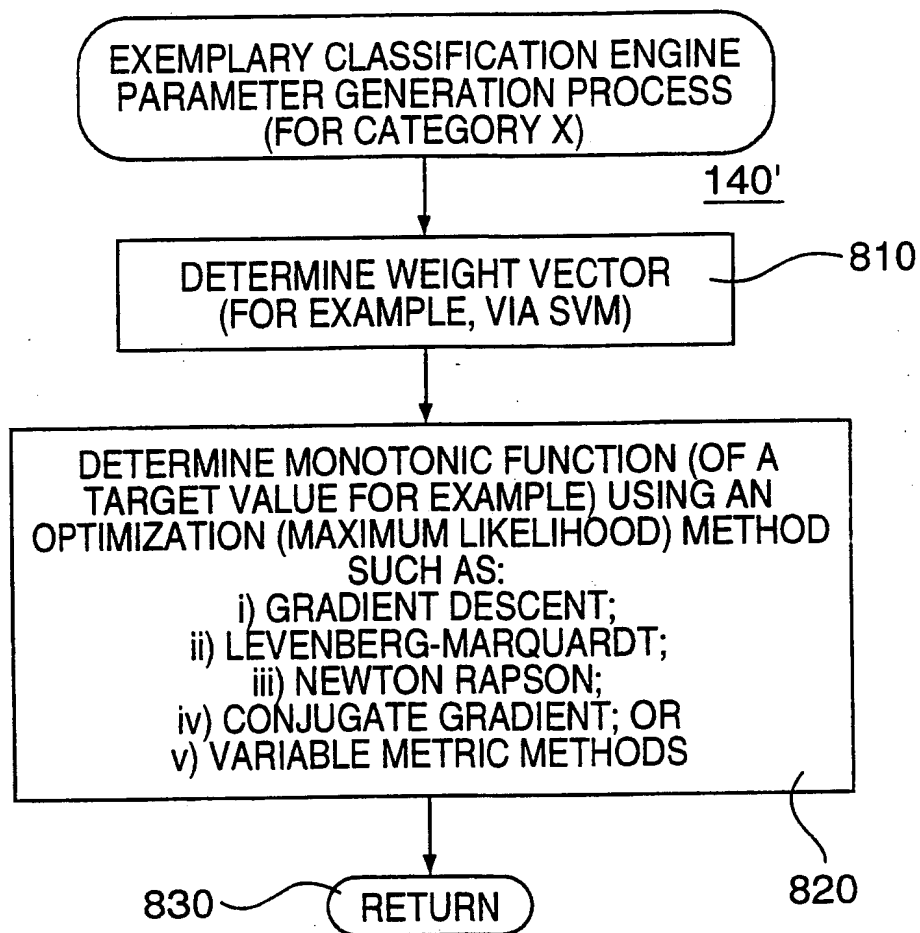 EXEMPLARY CLASSIFICATION ENGINE
PARAMETER GENERATION PROCESS
(FOR CATEGORY X)
140'
DETERMINE WEIGHT VECTOR
(FOR EXAMPLE, VIA SVM)
810
DETERMINE MONOTONIC FUNCTION (OF A
TARGET VALUE FOR EXAMPLE) USING AN
OPTIMIZATION (MAXIMUM LIKELIHOOD) METHOD
SUCH AS:
i) GRADIENT DESCENT;
ii) LEVENBERG-MARQUARDT;
iii) NEWTON RAPSON;
iv) CONJUGATE GRADIENT; OR
v) VARIABLE METRIC METHODS
820
830
RETURN